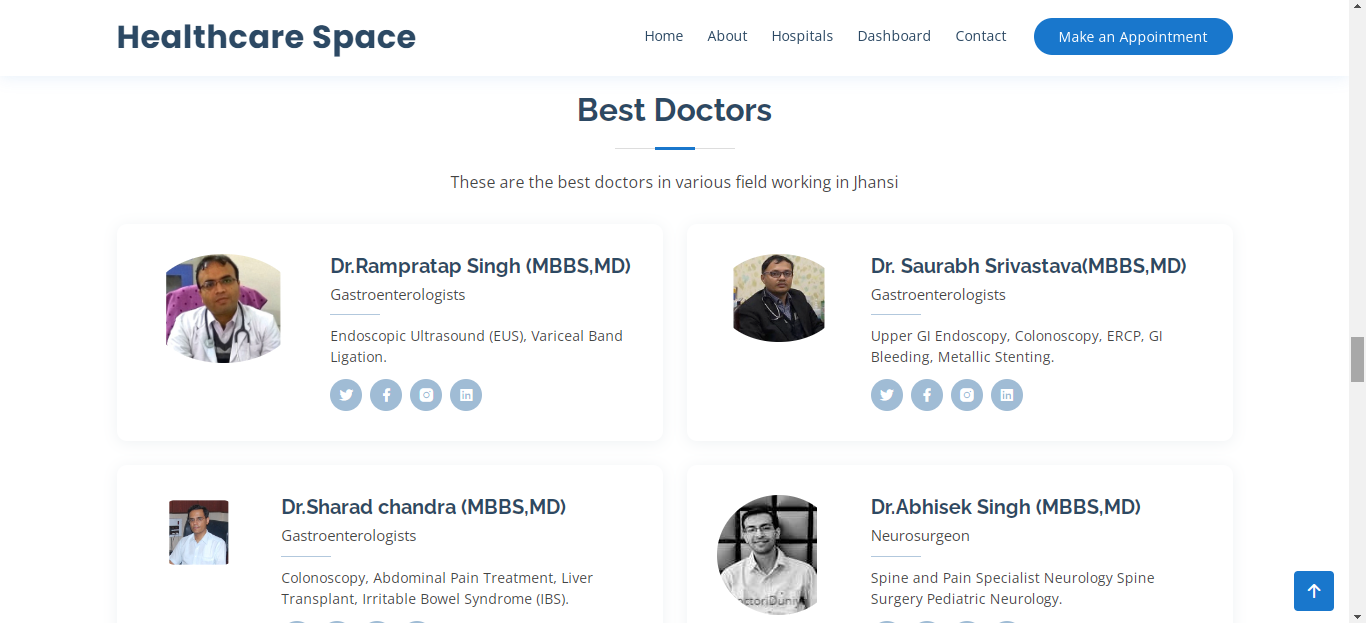 Healthcare Space
Home About Hospitals Dashboard Contact Make an Appointment
Best Doctors
These are the best doctors in various field working in Jhansi
Dr.Rampratap Singh (MBBS,MD)
Gastroenterologists
Endoscopic Ultrasound (EUS), Variceal Band
Ligation.
Dr. Saurabh Srivastava(MBBS,MD)
Gastroenterologists
Upper GI Endoscopy, Colonoscopy, ERCP, GI
Bleeding, Metallic Stenting.
Dr.Sharad chandra (MBBS,MD)
Gastroenterologists
Colonoscopy, Abdominal Pain Treatment, Liver
Transplant, Irritable Bowel Syndrome (IBS).
Dr.Abhisek Singh (MBBS,MD)
Neurosurgeon
Spine and Pain Specialist Neurology Spine
Surgery Pediatric Neurology.